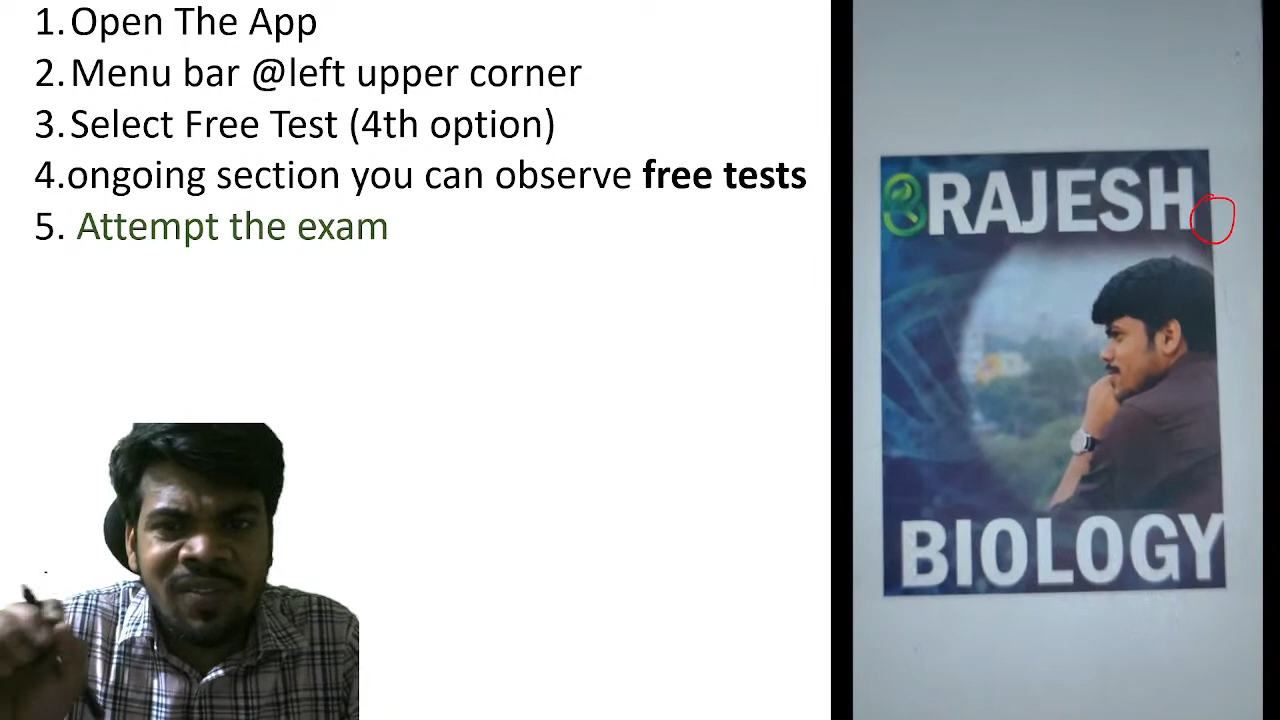 1. Open The App
2. Menu bar @left upper corner
3. Select Free Test (4th option)
4.ongoing section you can observe free tests
5. Attempt the exam
RAJESH
BIOLOGY